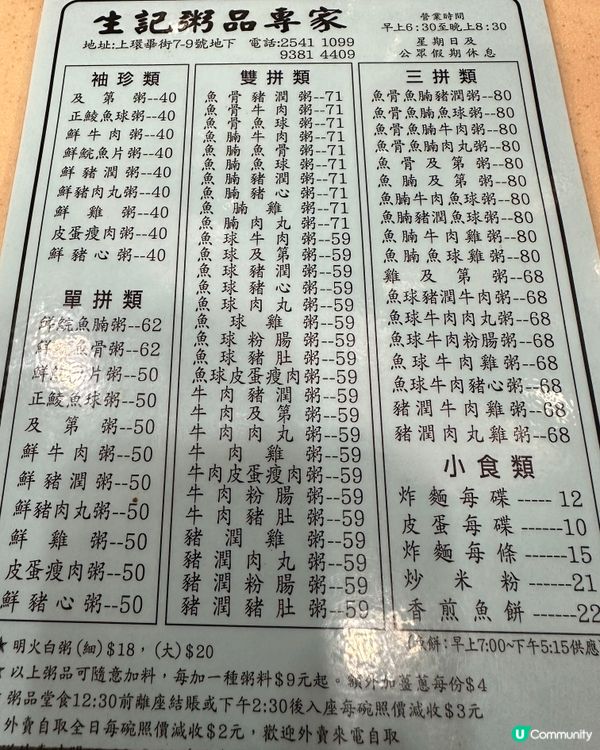 生記粥品專家
營業時間
早上6:30至晚上8:30
星期日及
公眾假期休息
地址:上環畢街7-9號地下 電話:2541 1099
9381 4409
袖珍類
及第粥--40
正鯪魚球粥--40
鮮牛肉粥--40
鮮鯇魚片粥--40
鮮豬潤粥--40
鮮豬肉丸粥--40
鮮雞粥--40
皮蛋瘦肉粥--40
鮮豬心粥--40
單拼類
鮮鯇魚腩粥--62
魚骨粥--62
片粥--50
正鯪魚球粥--50
及第粥--50
鮮牛肉粥--50
鮮豬潤粥--50
鮮豬肉丸粥--50
鮮雞粥--50
皮蛋瘦肉粥--50
鮮豬心粥--50
雙拼類
魚骨豬潤粥--71
魚骨牛肉粥--71
魚骨魚球粥--71
魚腩牛肉粥--71
魚腩魚骨粥--71
魚腩魚球粥--71
魚腩豬潤粥--71
魚腩豬心粥--71
魚腩雞粥--71
魚腩肉丸粥--71
魚球牛肉粥--59
魚球及第粥--59
魚球豬潤粥--59
魚球豬心粥--59
魚球肉丸粥--59
魚球雞粥--59
魚球粉腸粥--59
魚球豬肚粥--59
魚球皮蛋瘦肉粥--59
牛肉豬潤粥--59
牛肉及第粥--59
牛肉肉丸粥--59
牛肉雞粥--59
牛肉皮蛋瘦肉粥--59
牛肉粉腸粥--59
牛肉豬肚粥--59
豬潤雞粥--59
豬潤肉丸粥--59
豬潤粉腸粥--59
豬潤豬肚粥--59
三拼類
魚骨魚腩豬潤粥--80
魚骨魚腩魚球粥--80
魚骨魚腩牛肉粥--80
魚骨魚腩肉丸粥--80
魚骨及第粥--80
魚腩及第粥--80
魚腩牛肉魚球粥--80
魚腩豬潤魚球粥--80
魚腩牛肉雞粥--80
雞及第粥--68
魚球豬潤牛肉粥--68
魚球牛肉肉丸粥--68
魚球牛肉粉腸粥--68
魚球牛肉雞粥--68
魚球牛肉豬心粥--68
豬潤牛肉雞粥--68
豬潤肉丸雞粥--68
小食類
炸麵每碟-----12
皮蛋每碟-----10
炸麵每條-----15
炒米粉-----21
香煎魚餅-----22
餅:早上7:00~下午5:15供應
★明火白粥(細)$18,(大)$20
★以上粥品可隨意加料,每加一種粥料$9元起。額外加薑蔥每份$4
粥品堂食12:30前離座結賬或下午2:30後入座每碗照價減收$3元
外賣自取全日每碗照價減收$2元,歡迎外賣來電自取
U Community